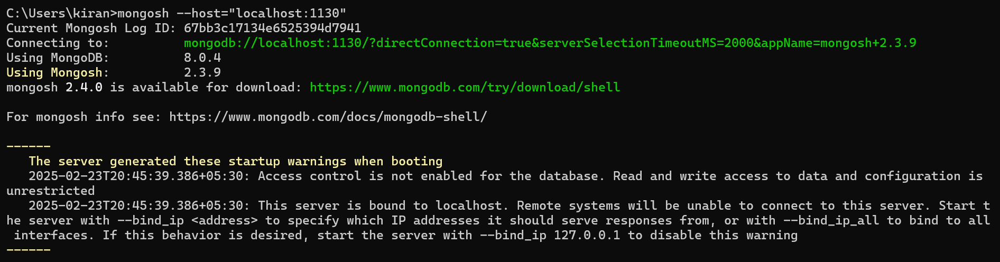 C:\Users\kiran>mongosh --host="localhost:1130"
Current Mongosh Log ID: 67bb3c17134e6525394d7941
Connecting to:          mongodb://localhost:1130/?directConnection=true&serverSelectionTimeoutMS=2000&appName=mongosh+2.3.9
Using MongoDB:          8.0.4
Using Mongosh:          2.3.9
mongosh 2.4.0 is available for download: https://www.mongodb.com/try/download/shell
For mongosh info see: https://www.mongodb.com/docs/mongodb-shell/
------
   The server generated these startup warnings when booting
   2025-02-23T20:45:39.386+05:30: Access control is not enabled for the database. Read and write access to data and configuration is
unrestricted
   2025-02-23T20:45:39.386+05:30: This server is bound to localhost. Remote systems will be unable to connect to this server. Start t
he server with --bind_ip <address> to specify which IP addresses it should serve responses from, or with --bind_ip_all to bind to all
 interfaces. If this behavior is desired, start the server with --bind_ip 127.0.0.1 to disable this warning
------